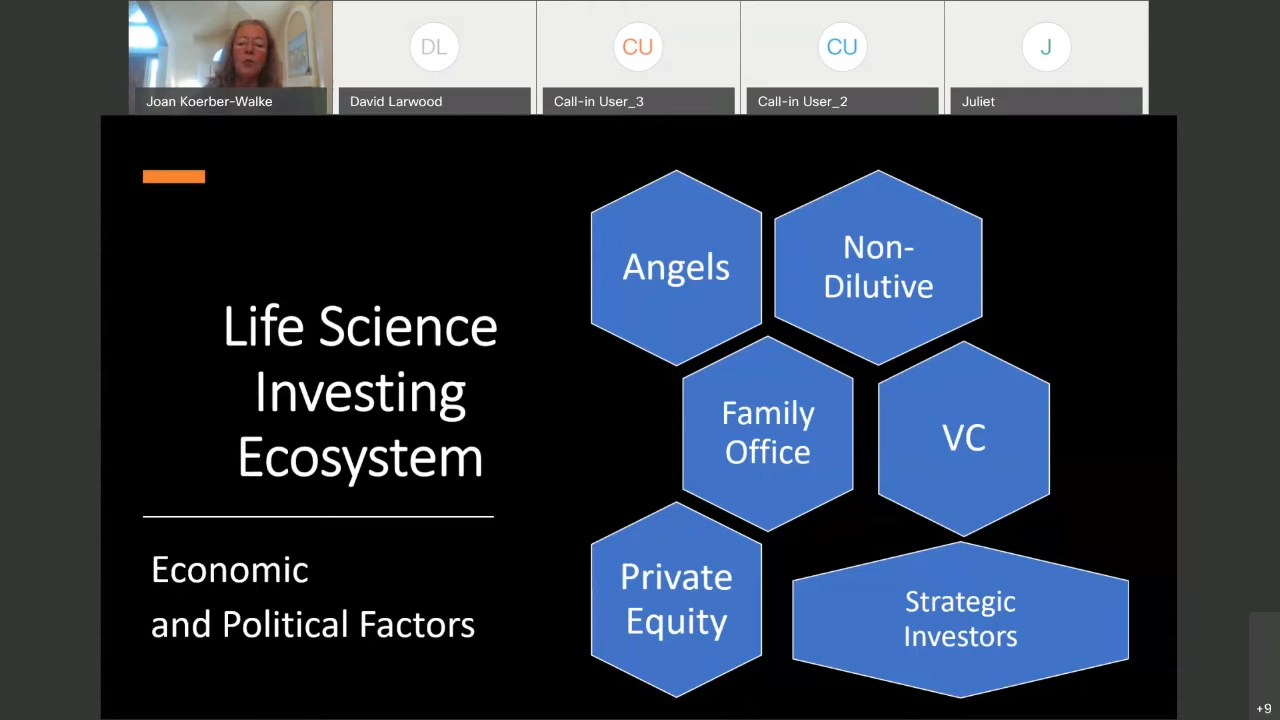 DL
CU
CU
J
Joan Koerber-Walke
David Larwood
Call-in User_3
Call-in User_2
Juliet
Life Science
Investing
Ecosystem
Economic
and Political Factors
Angels
Non-
Dilutive
Family
Office
VC
Private
Equity
Strategic
Investors
+9